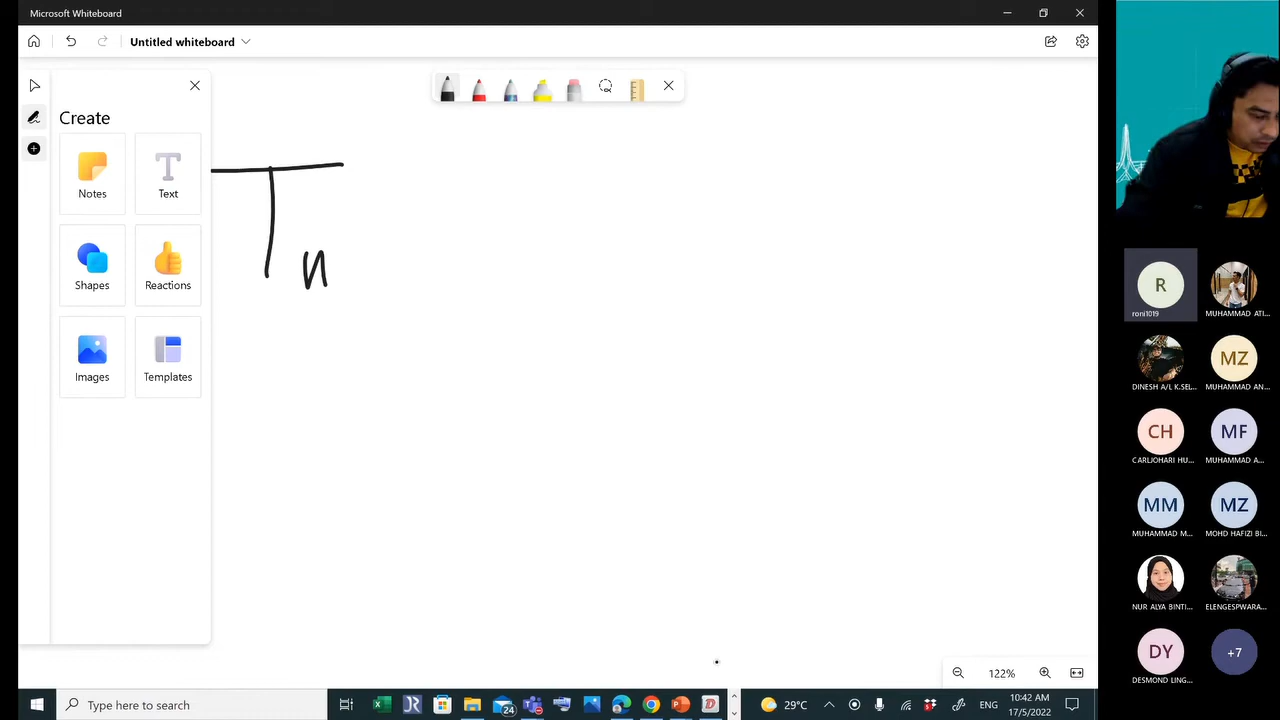 Microsoft Whiteboard
Untitled whiteboard
Create
Notes
Text
Shapes
Reactions
Images
Templates
T n
122%
R
roni1019
MUHAMMAD ATI...
DINESH A/L K.SEL...
MZ
MUHAMMAD AN...
CH
CARLJOHARI HU...
MF
MUHAMMAD A...
MM
MUHAMMAD M...
MZ
MOHD HAFIZI BI...
NUR ALYA BINTI...
ELENGESPWARA...
DY
DESMOND LING...
+7
Type here to search
24
29°C
ENG
10:42 AM
17/5/2022